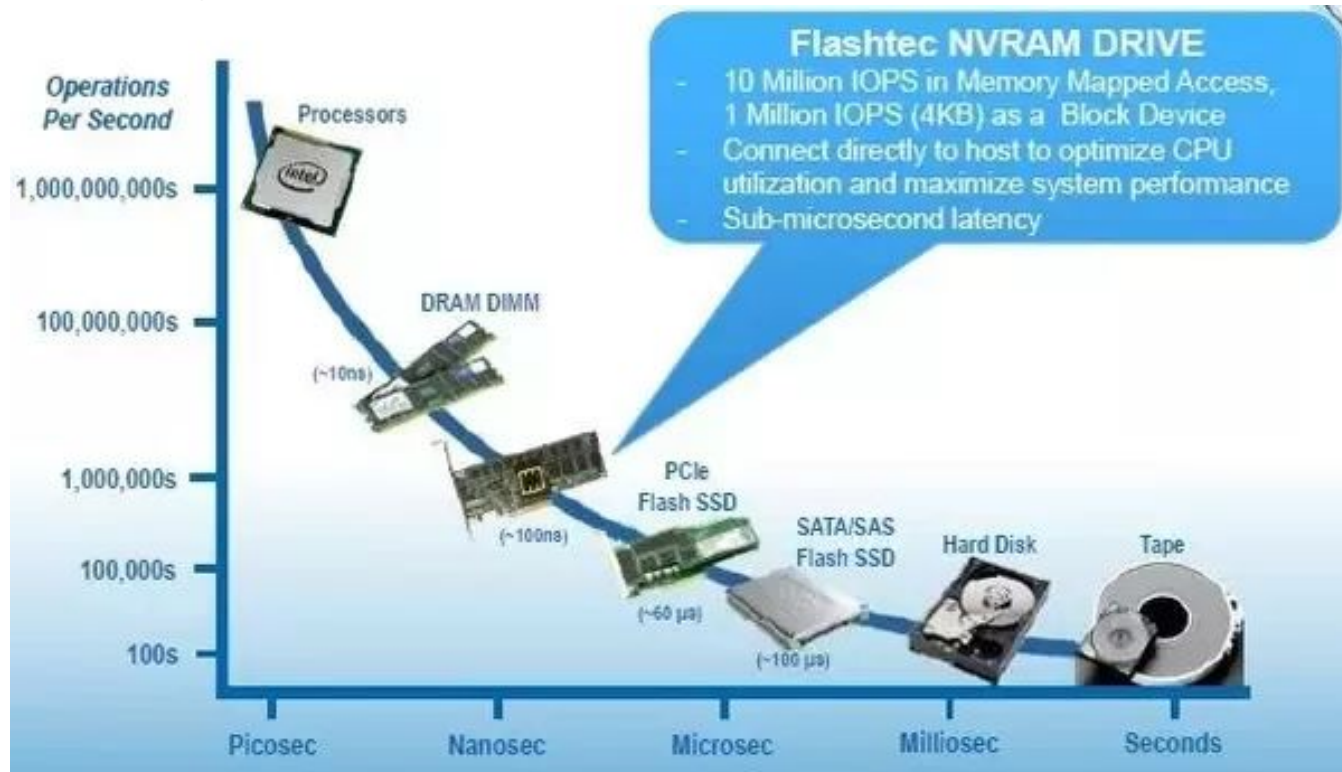 Flashtec NVRAM DRIVE
- 10 Million IOPS in Memory Mapped Access,
1 Million IOPS (4KB) as a Block Device
- Connect directly to host to optimize CPU
utilization and maximize system performance
- Sub-microsecond latency
Operations
Per Second
Processors
intel
1,000,000,000s
DRAM DIMM
100,000,000s
(~10ns)
1,000,000s
PCIe
Flash SSD
(~100ns)
SATA/SAS
Flash SSD
Hard Disk
Tape
100,000s
(~60 µs)
100s
(~100 µs)
Picosec
Nanosec
Microsec
Milliosec
Seconds